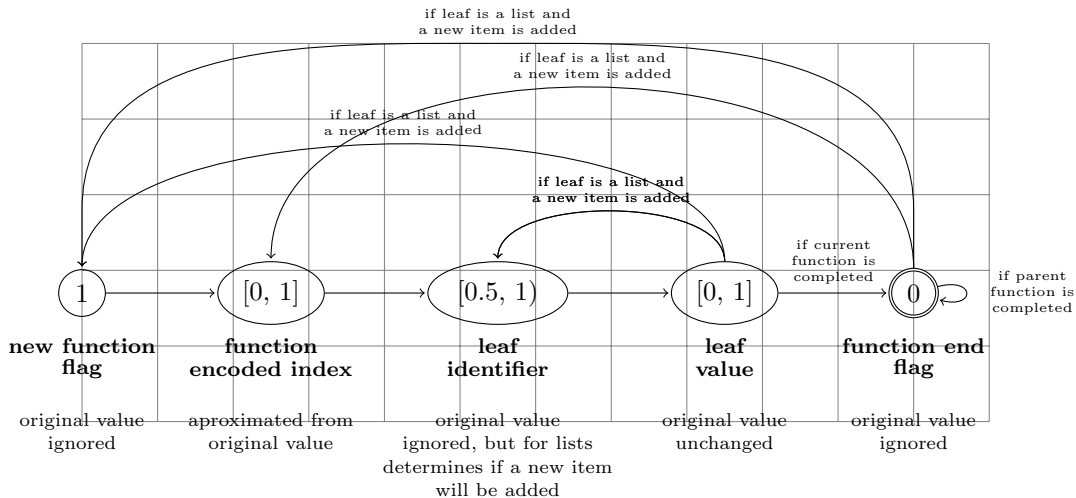 if leaf is a list and
a new item is added
if leaf is a list and
a new item is added
if leaf is a list and
a new item is added
if leaf is a list and
a new item is added
if current
function is
completed
if parent
function is
completed
1
[0, 1]
[0.5, 1)
[0, 1]
0
new function
flag
function
encoded index
leaf
identifier
leaf
value
function end
flag
original value
ignored
aproximated from
original value
original value
ignored, but for lists
determines if a new item
will be added
original value
unchanged
original value
ignored